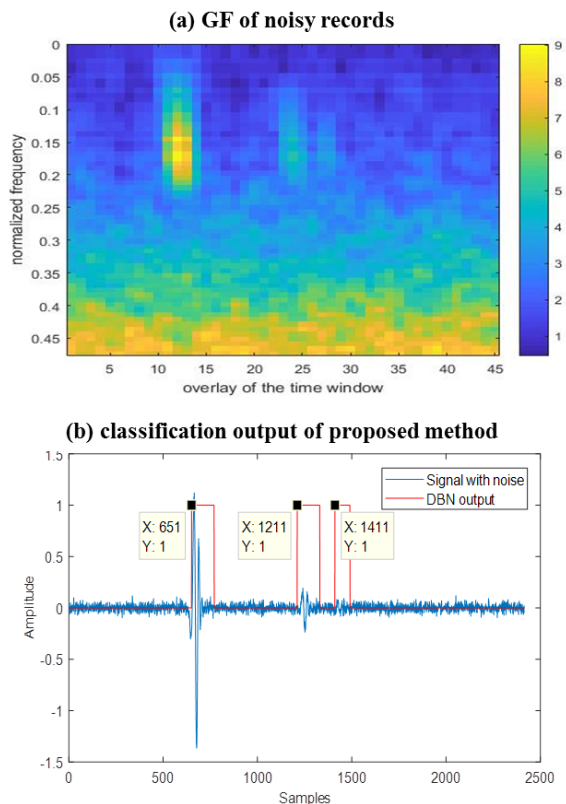 (a) GF of noisy records
0
0.05
0.1
0.15
0.2
0.25
0.3
0.35
0.4
0.45
normalized frequency
5 10 15 20 25 30 35 40 45
overlay of the time window
9
8
7
6
5
4
3
2
1
(b) classification output of proposed method
1.5
1
0.5
0
-0.5
-1
-1.5
Amplitude
Signal with noise
DBN output
X: 651
Y: 1
X: 1211
Y: 1
X: 1411
Y: 1
0 500 1000 1500 2000 2500
Samples